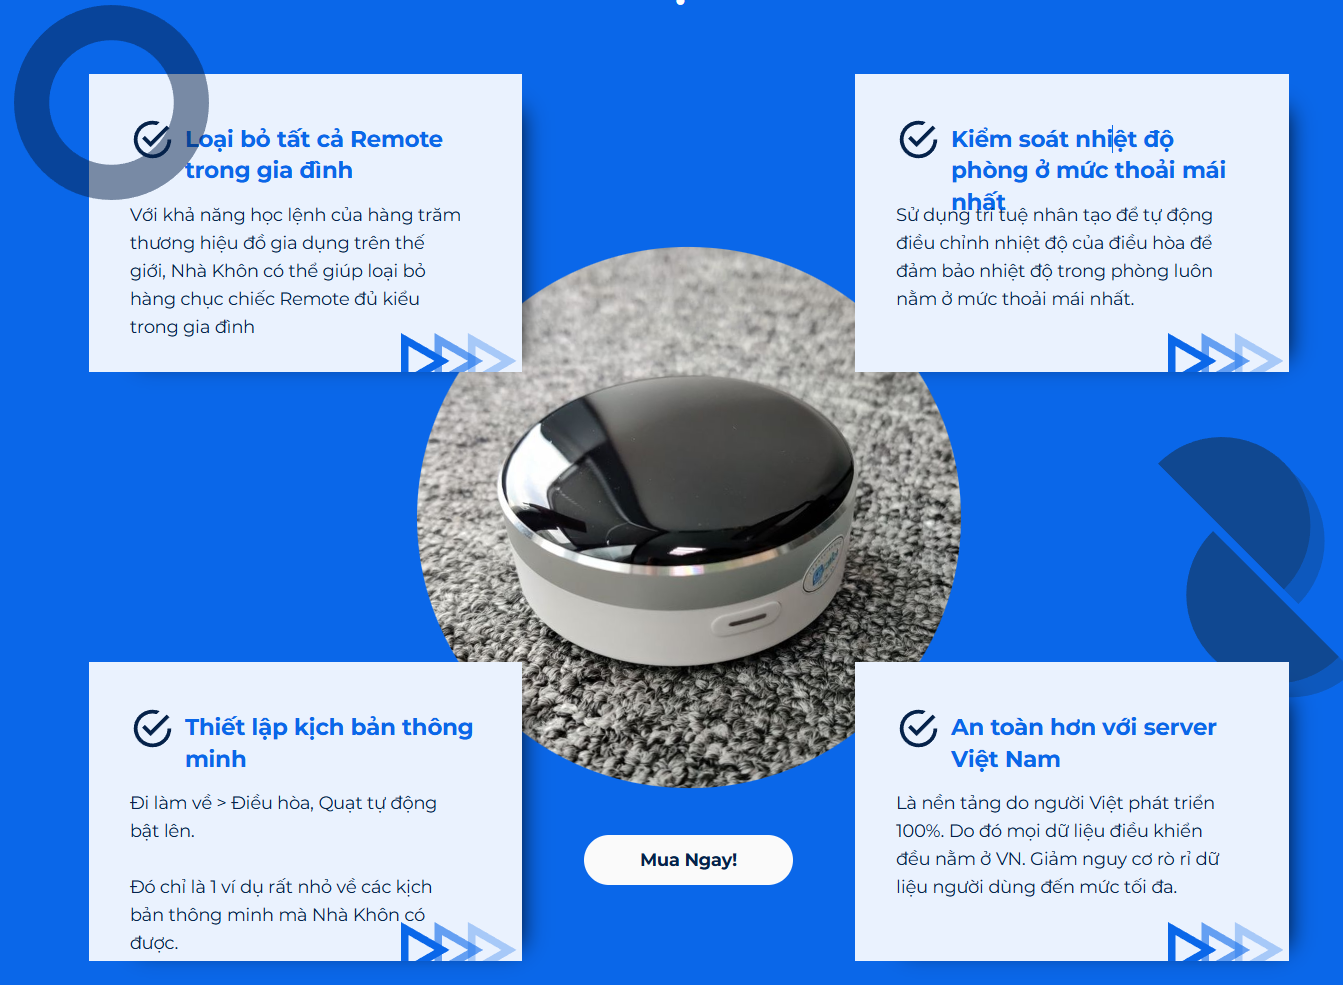 Loại bỏ tất cả Remote
trong gia đình
Với khả năng học lệnh của hàng trăm
thương hiệu đồ gia dụng trên thế
giới, Nhà Khôn có thể giúp loại bỏ
hàng chục chiếc Remote đủ kiểu
trong gia đình
Kiểm soát nhiệt độ
phòng ở mức thoải mái
nhất
Sử dụng trí tuệ nhân tạo để tự động
điều chỉnh nhiệt độ của điều hòa để
đảm bảo nhiệt độ trong phòng luôn
nằm ở mức thoải mái nhất.
Thiết lập kịch bản thông
minh
Đi làm về > Điều hòa, Quạt tự động
bật lên.
Đó chỉ là 1 ví dụ rất nhỏ về các kịch
bản thông minh mà Nhà Khôn có
được.
Mua Ngay!
An toàn hơn với server
Việt Nam
Là nền tảng do người Việt phát triển
100%. Do đó mọi dữ liệu điều khiển
đều nằm ở VN. Giảm nguy cơ rò rỉ dữ
liệu người dùng đến mức tối đa.